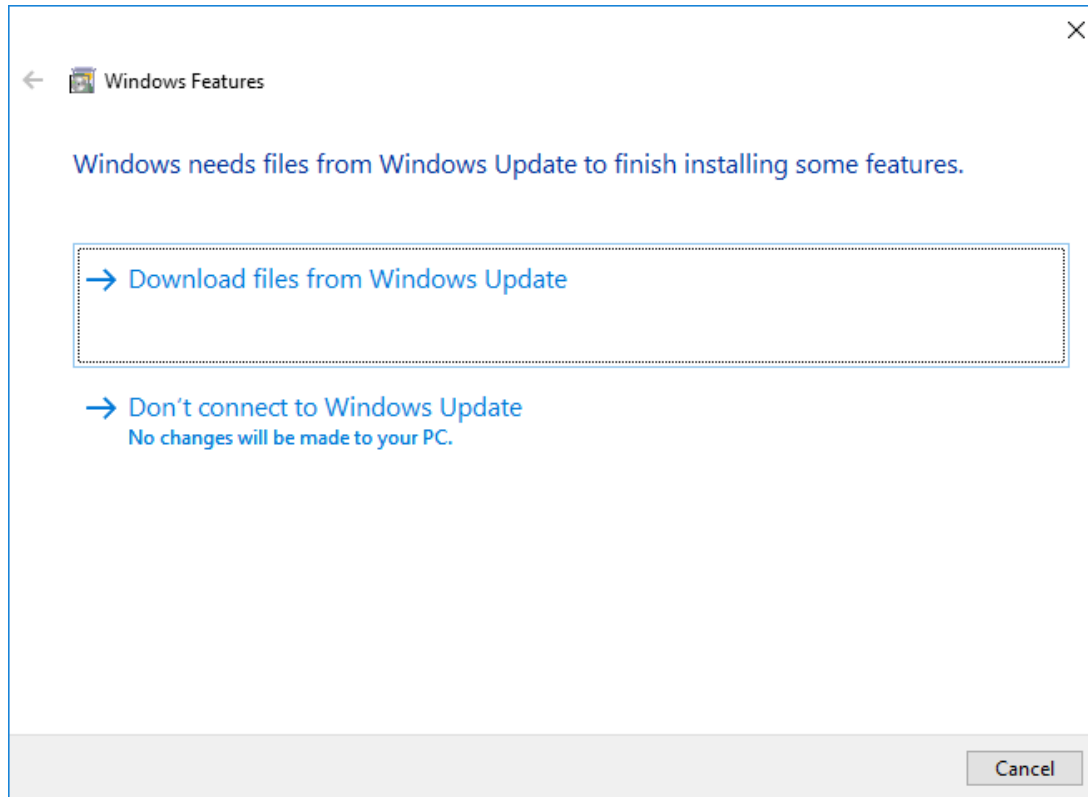 Windows Features
Windows needs files from Windows Update to finish installing some features.
Download files from Windows Update
Don’t connect to Windows Update
No changes will be made to your PC.
Cancel